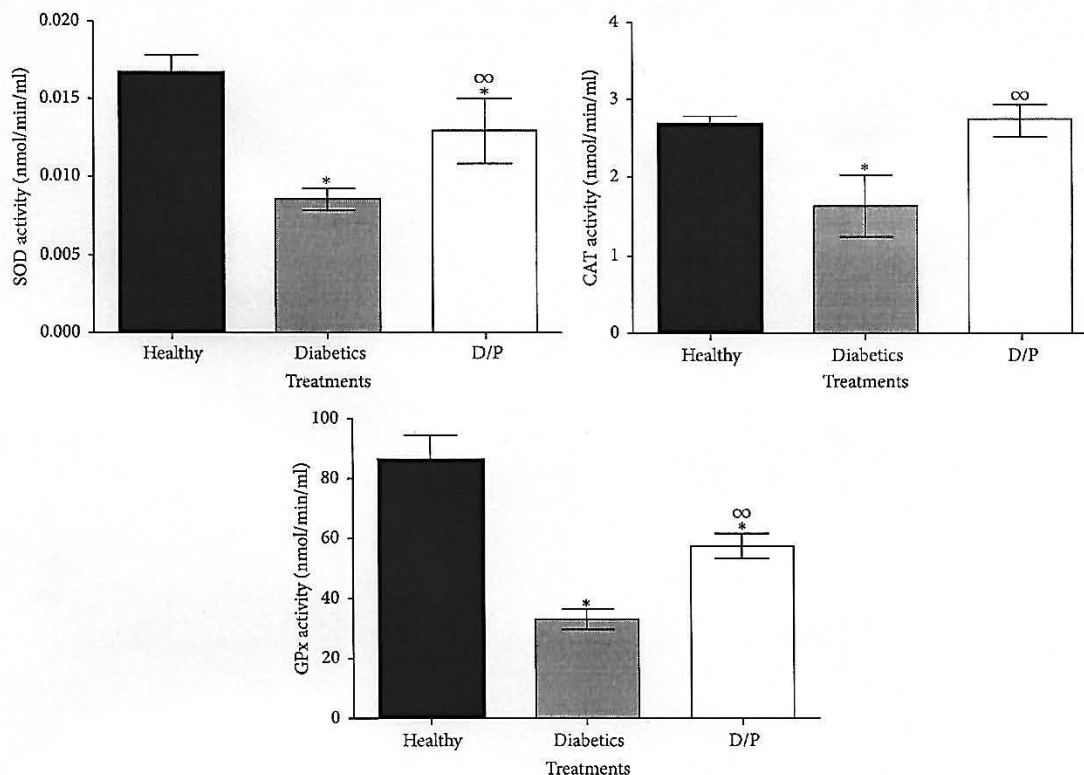 SOD activity (nmol/min/ml)
0.020
0.015
0.010
0.005
0.000
*
∞
*
Healthy
Diabetics
D/P
Treatments
CAT activity (nmol/min/ml)
4
3
2
1
0
*
∞
Healthy
Diabetics
D/P
Treatments
GPx activity (nmol/min/ml)
100
80
60
40
20
0
*
∞
*
Healthy
Diabetics
D/P
Treatments